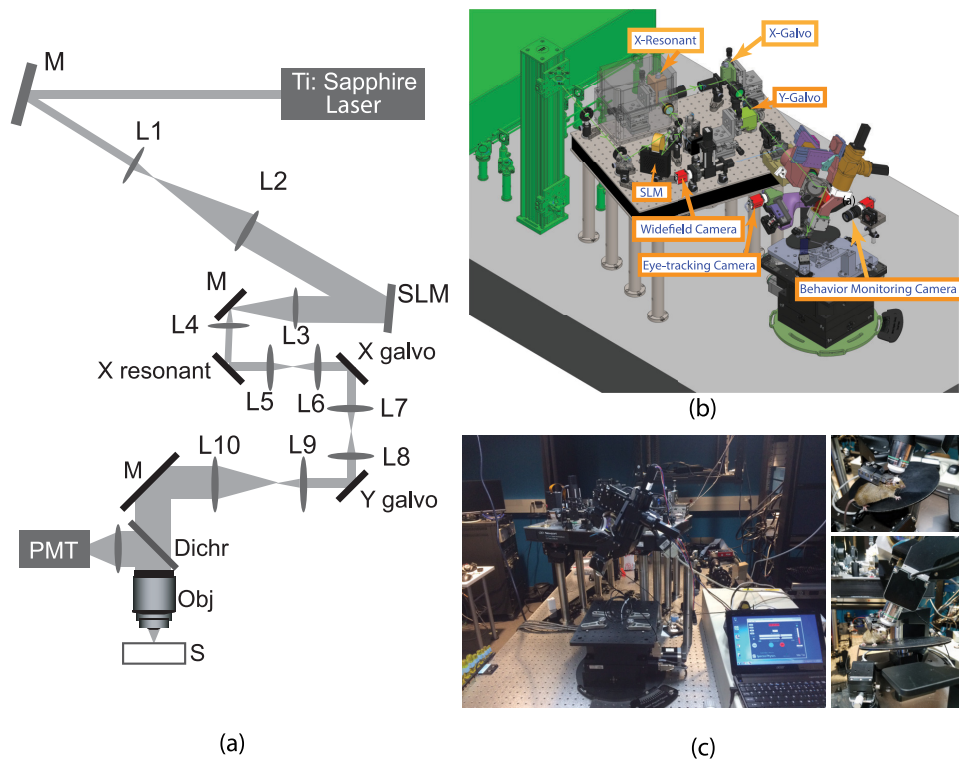 M
Ti: Sapphire
Laser
L1
L2
M
SLM
L3
L4
X galvo
X resonant
L5
L6
L7
L10
L9
L8
M
Y galvo
PMT
Dichr
Obj
S
(a)
X-Resonant
X-Galvo
Y-Galvo
SLM
(a)
Widefield Camera
Eye-tracking Camera
Behavior Monitoring Camera
(b)
(c)